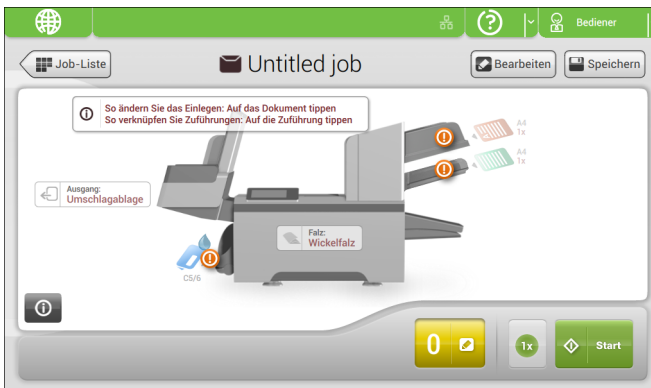 Bediener
Job-Liste
Untitled job
Bearbeiten
Speichern
So ändern Sie das Einlegen: Auf das Dokument tippen
So verknüpfen Sie Zuführungen: Auf die Zuführung tippen
A4
1x
A4
1x
Ausgang:
Umschlagablage
Falz:
Wickelfalz
C5/6
0
1x
Start